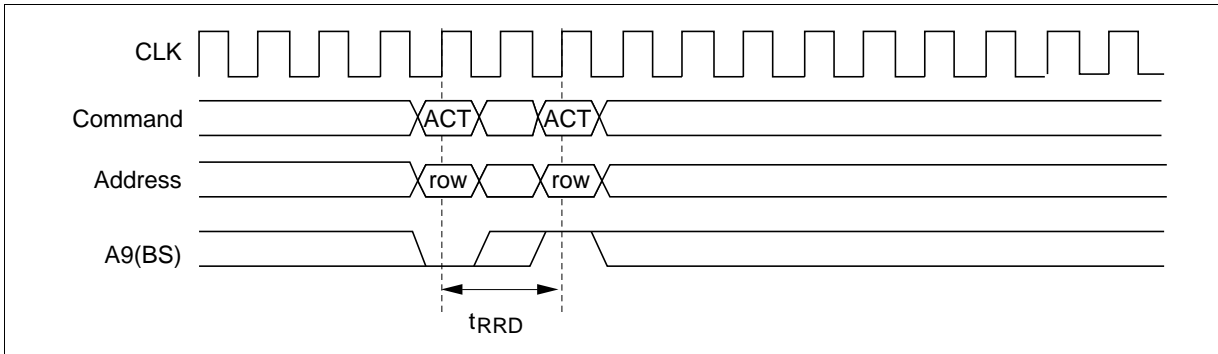 CLK
Command
ACT
ACT
Address
row
row
A9(BS)
tRRD